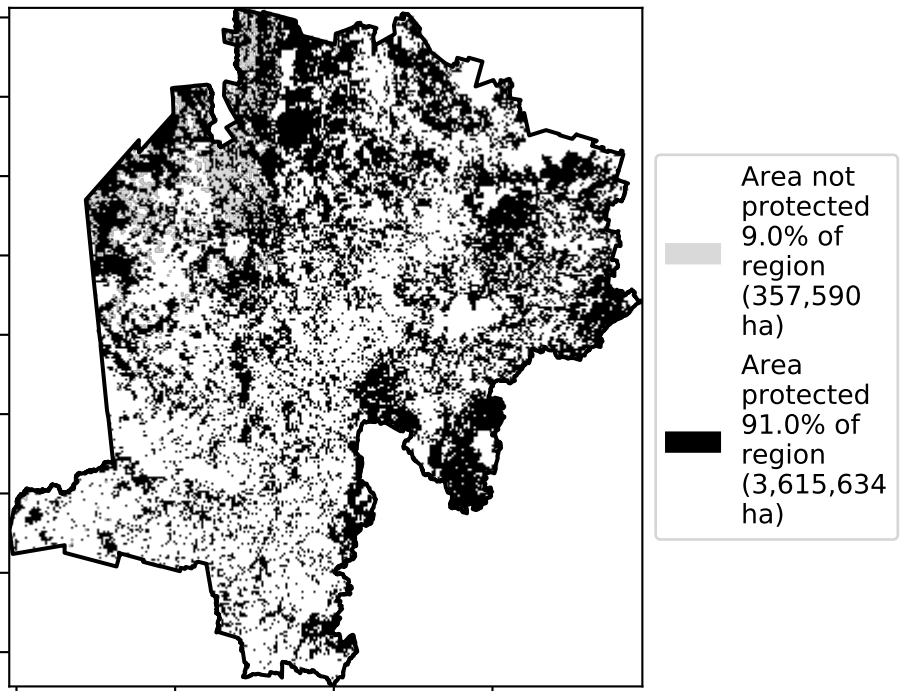 Area not
protected
9.0% of
region
(357,590
ha)
Area
protected
91.0% of
region
(3,615,634
ha)